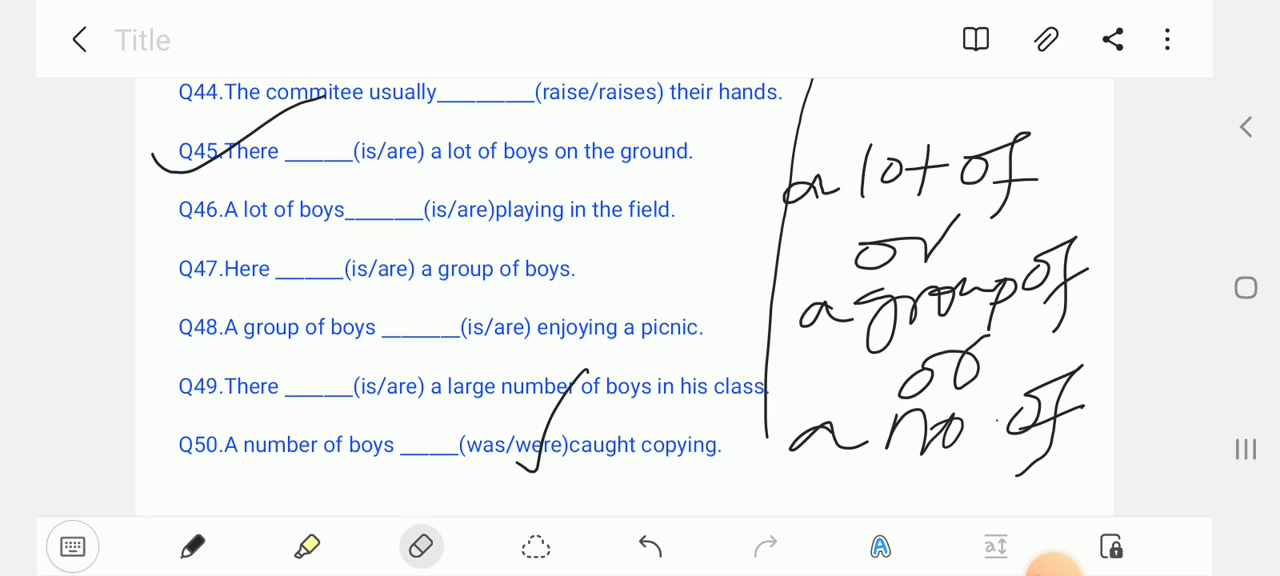 Title
Q44.The commitee usually_________(raise/raises) their hands.
Q45.There ______(is/are) a lot of boys on the ground.
Q46.A lot of boys_______(is/are)playing in the field.
Q47.Here ______(is/are) a group of boys.
Q48.A group of boys _______(is/are) enjoying a picnic.
Q49.There ______(is/are) a large number of boys in his class.
Q50.A number of boys _____(was/were)caught copying.
a lot of
or
a group of
or
a no of